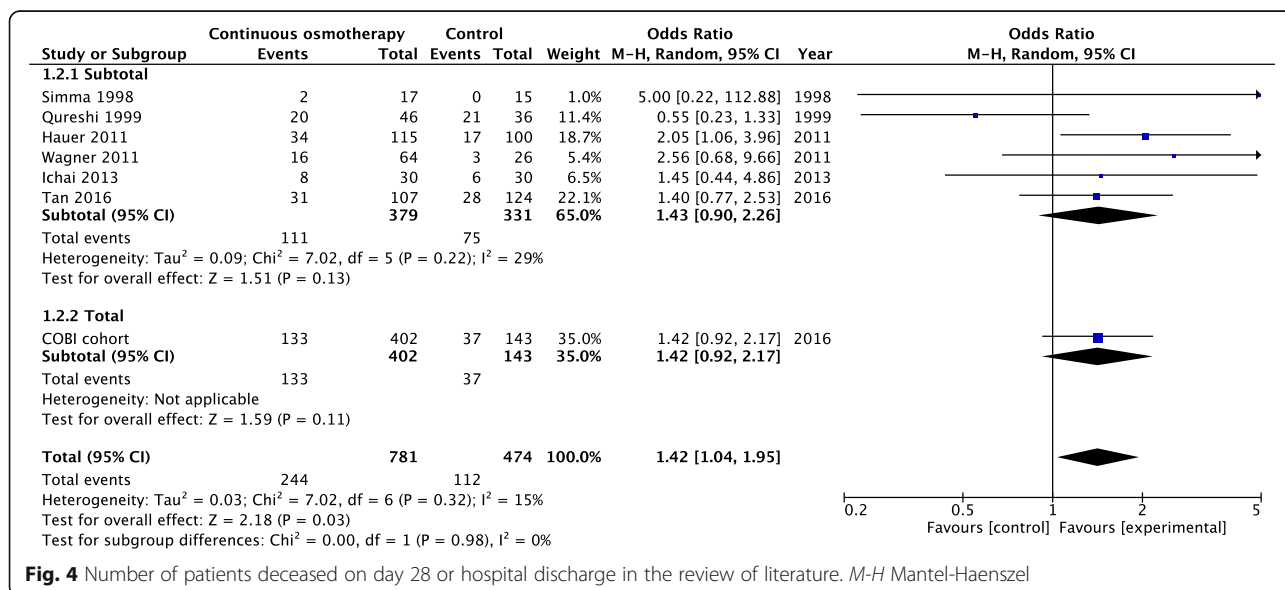 Continuous osmotherapy Control Odds Ratio Odds Ratio
Study or Subgroup Events Total Events Total Weight M-H, Random, 95% CI Year M-H, Random, 95% CI
1.2.1 Subtotal
Simma 1998 2 17 0 15 1.0% 5.00 [0.22, 112.88] 1998
Qureshi 1999 20 46 21 36 11.4% 0.55 [0.23, 1.33] 1999
Hauer 2011 34 115 17 100 18.7% 2.05 [1.06, 3.96] 2011
Wagner 2011 16 64 3 26 5.4% 2.56 [0.68, 9.66] 2011
Ichai 2013 8 30 6 30 6.5% 1.45 [0.44, 4.86] 2013
Tan 2016 31 107 28 124 22.1% 1.40 [0.77, 2.53] 2016
Subtotal (95% CI) 379 331 65.0% 1.43 [0.90, 2.26]
Total events 111 75
Heterogeneity: Tau² = 0.09; Chi² = 7.02, df = 5 (P = 0.22); I² = 29%
Test for overall effect: Z = 1.51 (P = 0.13)
1.2.2 Total
COBI cohort 133 402 37 143 35.0% 1.42 [0.92, 2.17] 2016
Subtotal (95% CI) 402 143 35.0% 1.42 [0.92, 2.17]
Total events 133 37
Heterogeneity: Not applicable
Test for overall effect: Z = 1.59 (P = 0.11)
Total (95% CI) 781 474 100.0% 1.42 [1.04, 1.95]
Total events 244 112
Heterogeneity: Tau² = 0.03; Chi² = 7.02, df = 6 (P = 0.32); I² = 15%
Test for overall effect: Z = 2.18 (P = 0.03)
Test for subgroup differences: Chi² = 0.00, df = 1 (P = 0.98), I² = 0%
0.2 0.5 1 2 5
Favours [control] Favours [experimental]
Fig. 4 Number of patients deceased on day 28 or hospital discharge in the review of literature. M-H Mantel-Haenszel